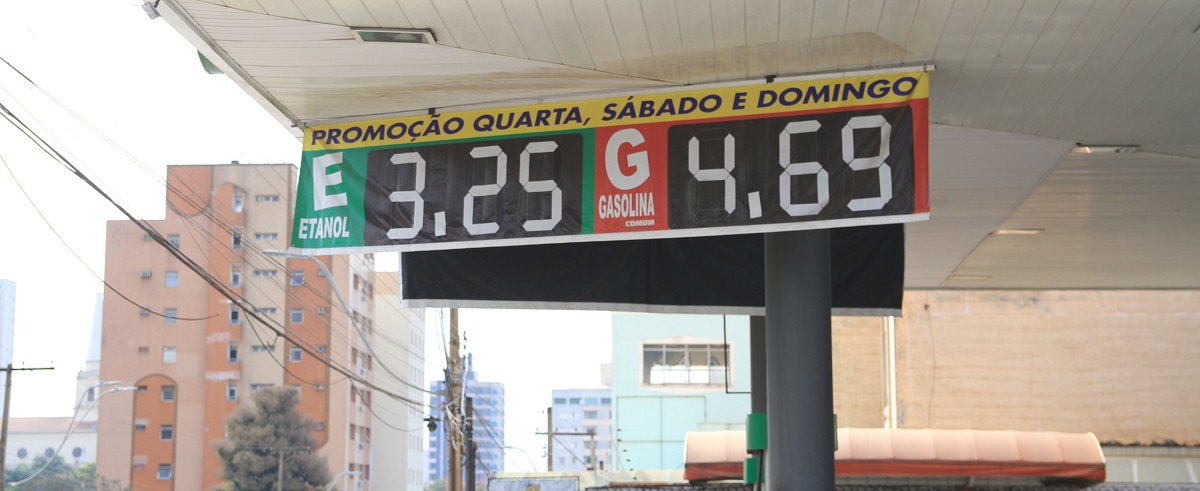 PROMOÇÃO QUARTA, SÁBADO E DOMINGO
E
ETANOL
3.25
G
GASOLINA
COMUM
4.69